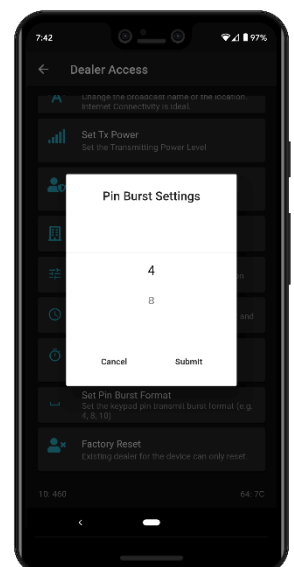 7:42
97%
Dealer Access
Change the broadcast name of the location.
Internet Connectivity is ideal.
Set Tx Power
Set the Transmitting Power Level
Pin Burst Settings
4
8
on
and
Cancel
Submit
Set Pin Burst Format
Set the keypad pin transmit burst format (e.g.
4, 8, 10)
Factory Reset
Existing dealer for the device can only reset
10: 460
64: 7C